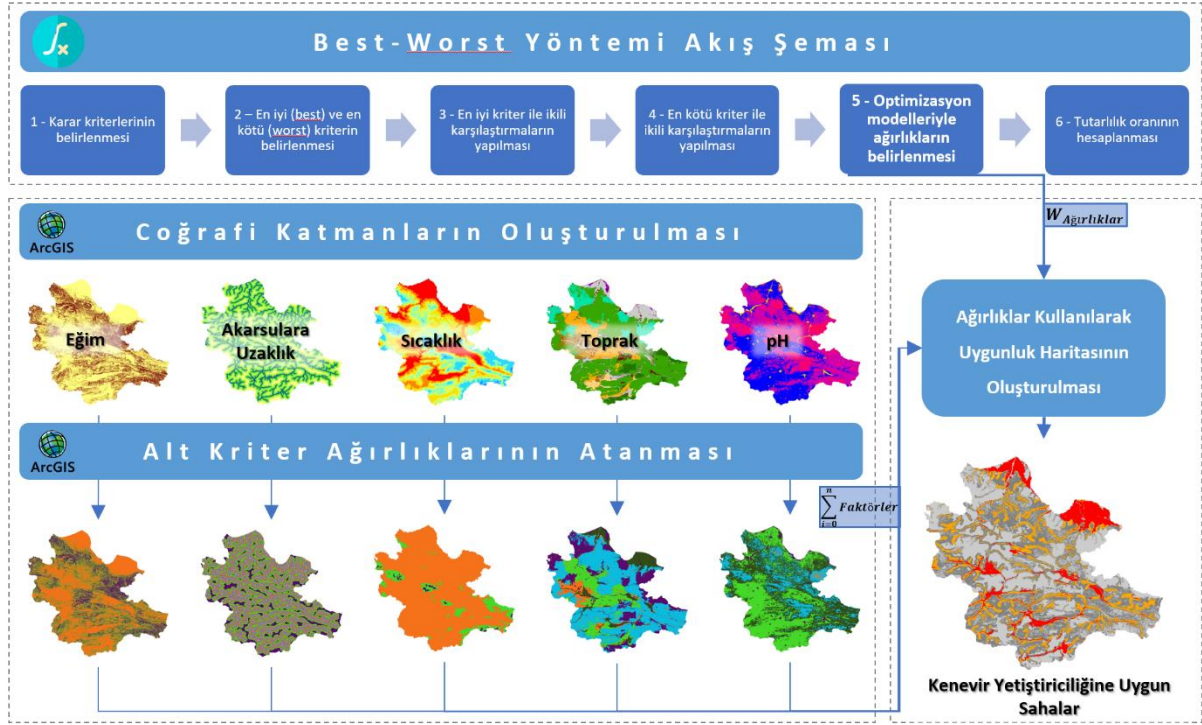 Best-Worst Yöntemi Akış Şeması
1 - Karar kriterlerinin
belirlenmesi
2 – En iyi (best) ve en
kötü (worst) kriterin
belirlenmesi
3 - En iyi kriter ile ikili
karşılaştırmaların
yapılması
4 - En kötü kriter ile
ikili karşılaştırmaların
yapılması
5 - Optimizasyon
modelleriyle
ağırlıkların
belirlenmesi
6 - Tutarlılık oranının
hesaplanması
ArcGIS
Coğrafi Katmanların Oluşturulması
W Ağırlıklar
Eğim
Akarsulara
Uzaklık
Sıcaklık
Toprak
pH
Ağırlıklar Kullanılarak
Uygunluk Haritasının
Oluşturulması
ArcGIS
Alt Kriter Ağırlıklarının Atanması
n
∑ Faktörler
i=0
Kenevir Yetiştiriciliğine Uygun
Sahalar